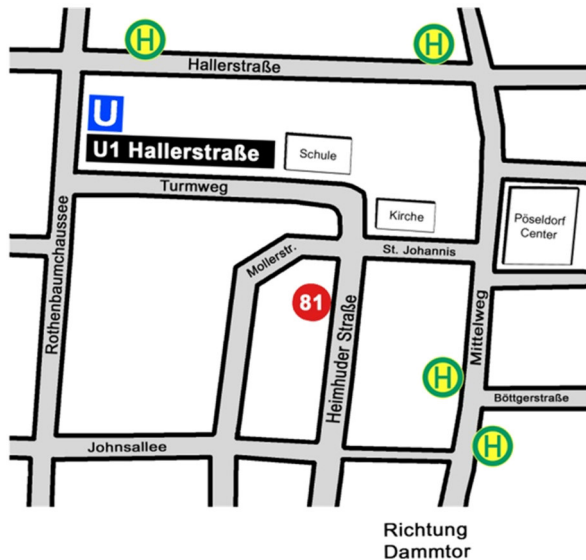 H
H
Hallerstraße
U
U1 Hallerstraße
Schule
Turmweg
Kirche
Pöseldorf
Center
St. Johannis
Mollerstr.
Rothenbaumchaussee
81
Heimhuder Straße
Mittelweg
H
Böttgerstraße
Johnsallee
H
Richtung
Dammtor